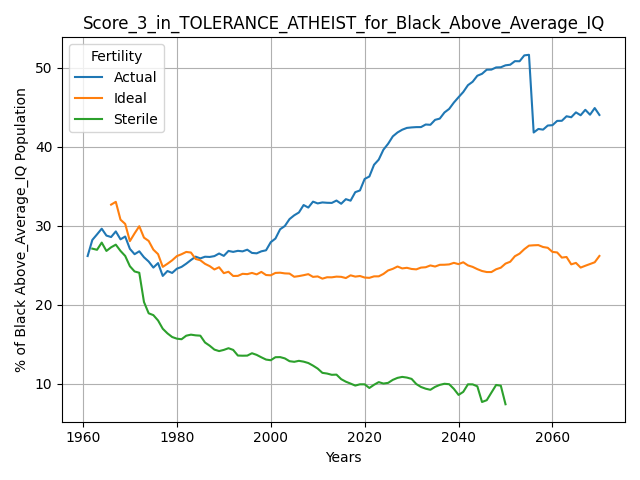 Score_3_in_TOLERANCE_ATHEIST_for_Black_Above_Average_IQ
Fertility
Actual
Ideal
Sterile
% of Black Above_Average_IQ Population
50
40
30
20
10
1960 1980 2000 2020 2040 2060
Years